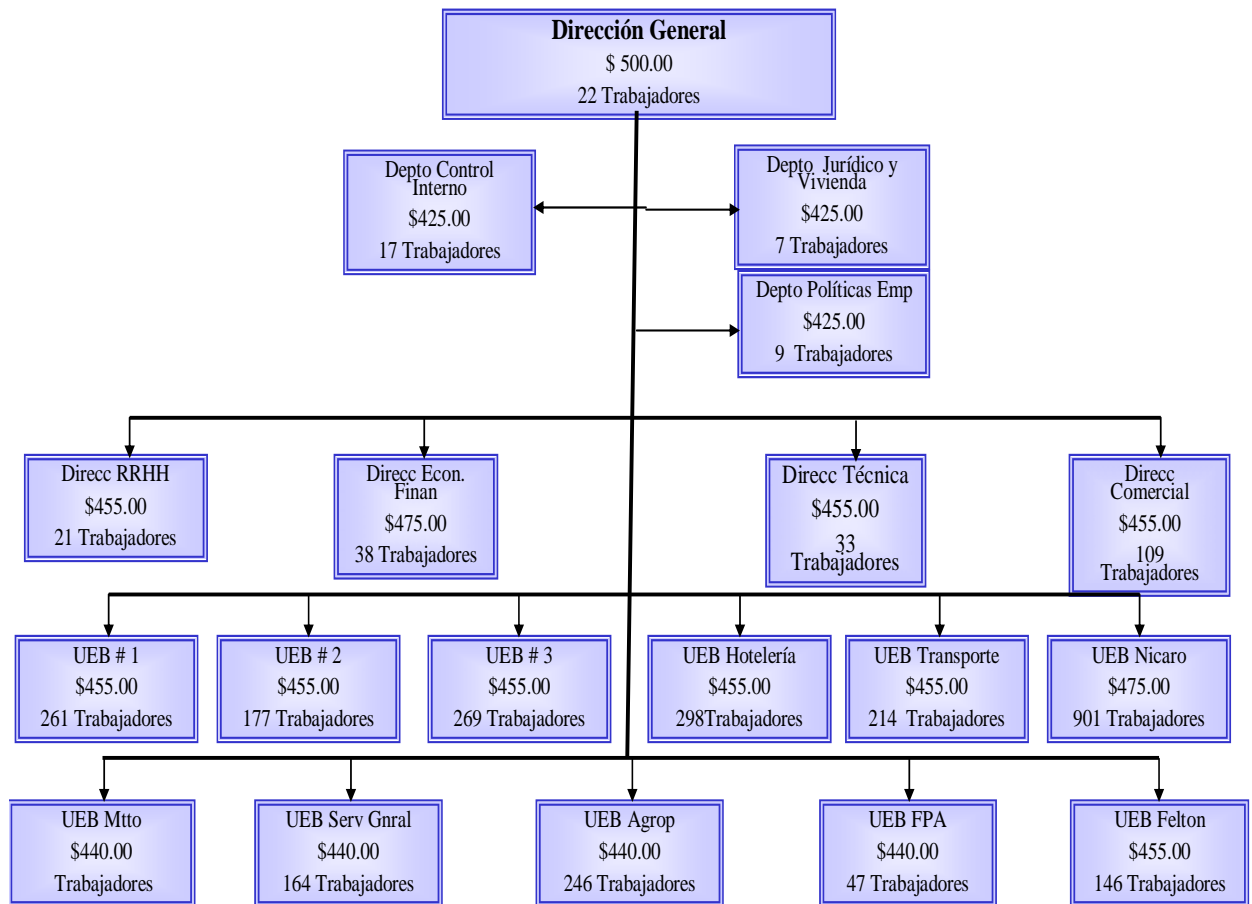 Dirección General
$ 500.00
22 Trabajadores
Depto Control
Interno
$425.00
17 Trabajadores
Depto Jurídico y
Vivienda
$425.00
7 Trabajadores
Depto Políticas Emp
$425.00
9 Trabajadores
Direcc RRHH
$455.00
21 Trabajadores
Direcc Econ.
Finan
$475.00
38 Trabajadores
Direcc Técnica
$455.00
33
Trabajadores
Direcc
Comercial
$455.00
109
Trabajadores
UEB # 1
$455.00
261 Trabajadores
UEB # 2
$455.00
177 Trabajadores
UEB # 3
$455.00
269 Trabajadores
UEB Hotelería
$455.00
298Trabajadores
UEB Transporte
$455.00
214 Trabajadores
UEB Nicaro
$475.00
901 Trabajadores
UEB Mtto
$440.00
Trabajadores
UEB Serv Gnral
$440.00
164 Trabajadores
UEB Agrop
$440.00
246 Trabajadores
UEB FPA
$440.00
47 Trabajadores
UEB Felton
$455.00
146 Trabajadores